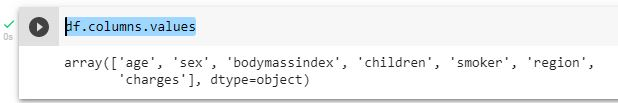 df.columns.values
0s
array(['age', 'sex', 'bodymassindex', 'children', 'smoker', 'region',
'charges'], dtype=object)